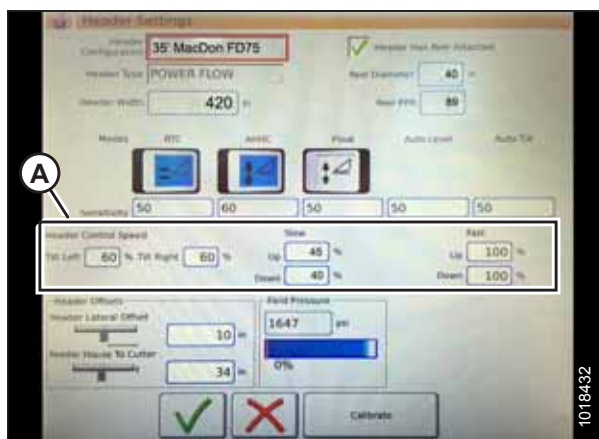 Header Settings
Header Configuration 35' MacDon FD75
Header Has Reel Attached
Header Type POWER FLOW
Reel Diameter 40 in
Header Width 420 in
Reel PPR 89
Modes RTC AHHC Float Auto Level Auto Tilt
Sensitivity 50 60 50 50 50
A
Header Control Speed
Slow
Fast
Tilt Left 60 % Tilt Right 60 %
Up 45 %
Up 100 %
Down 40 %
Down 100 %
Header Offsets
Header Lateral Offset
10 in
Header House To Cutter
34 in
Field Pressure
1647 psi
0%
Calibrate
1018432